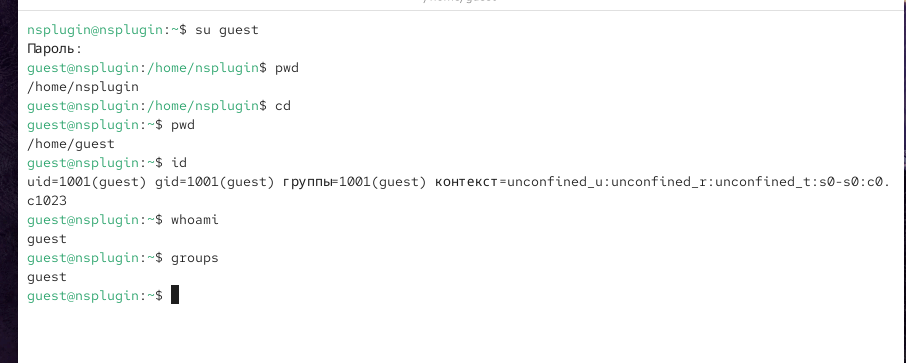 /home/guest
nsplugin@nsplugin:~$ su guest
Пароль:
guest@nsplugin:/home/nsplugin$ pwd
/home/nsplugin
guest@nsplugin:/home/nsplugin$ cd
guest@nsplugin:~$ pwd
/home/guest
guest@nsplugin:~$ id
uid=1001(guest) gid=1001(guest) группы=1001(guest) контекст=unconfined_u:unconfined_r:unconfined_t:s0-s0:c0.
c1023
guest@nsplugin:~$ whoami
guest
guest@nsplugin:~$ groups
guest
guest@nsplugin:~$